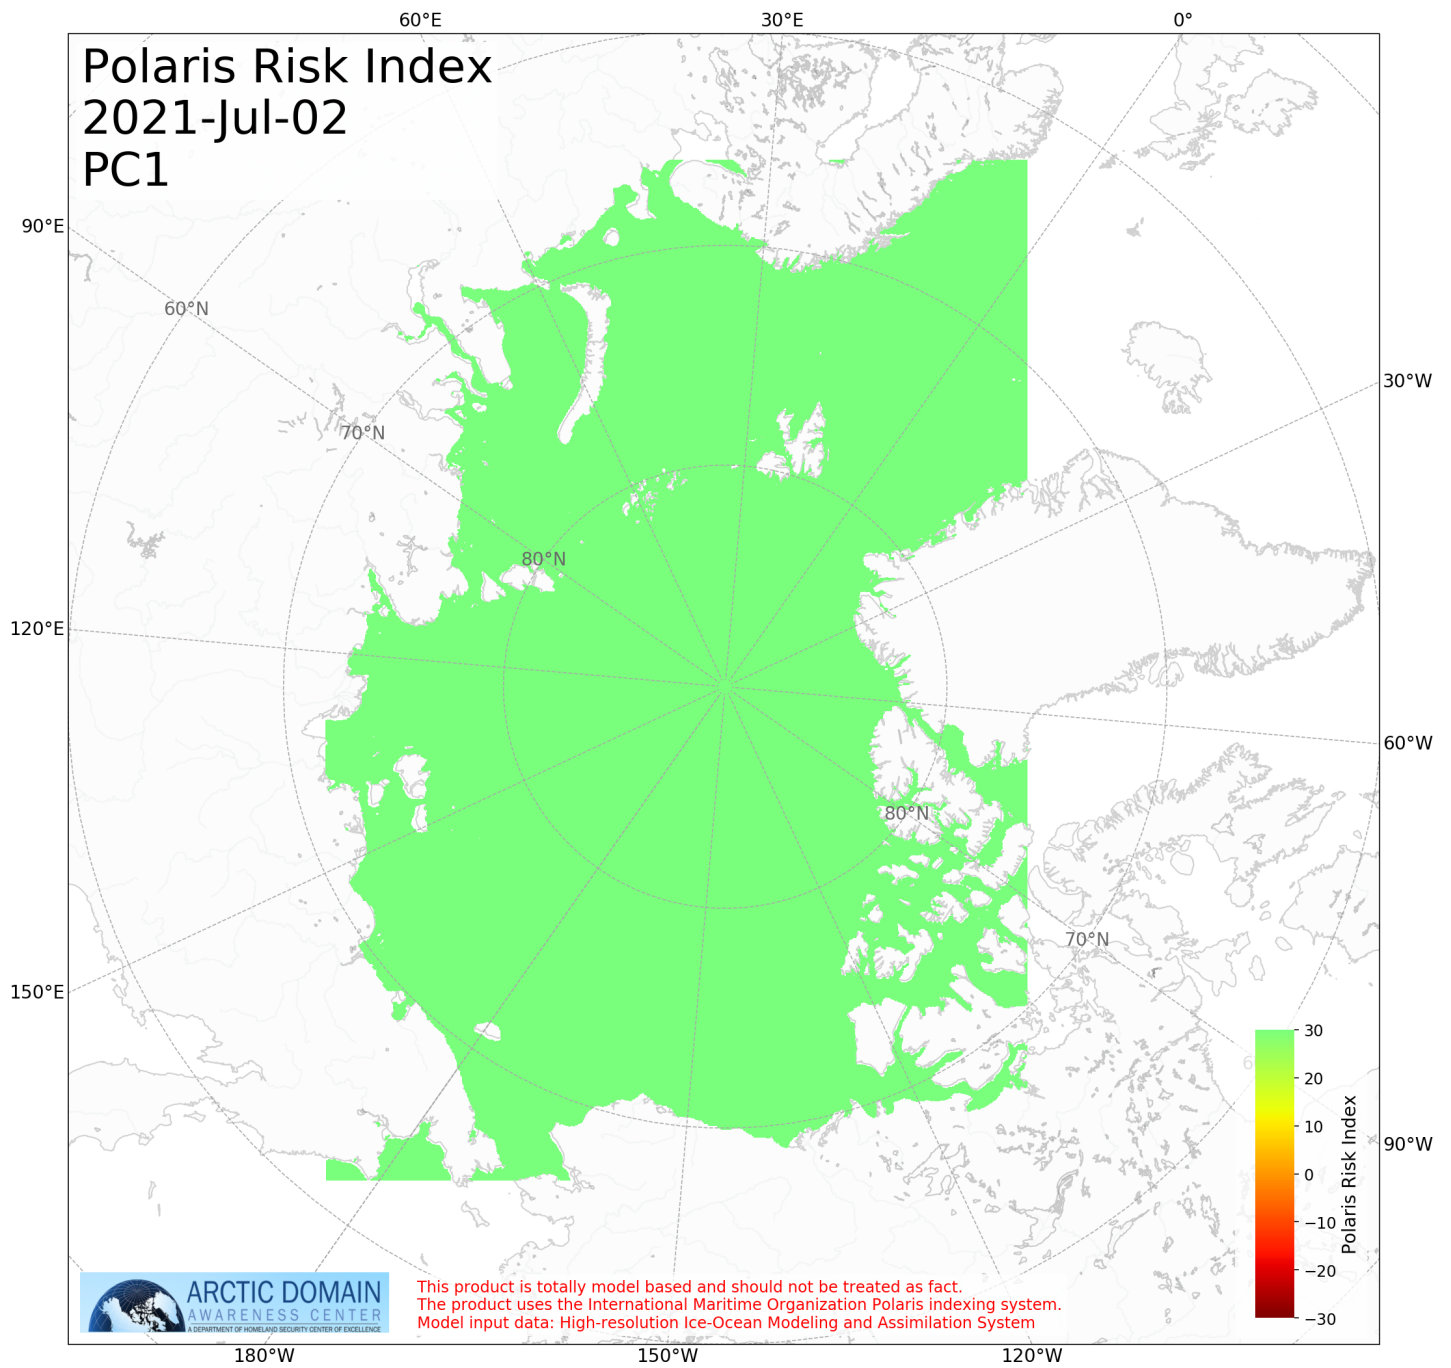 60°E 30°E 0°
Polaris Risk Index
2021-Jul-02
PC1
90°E
60°N
30°W
70°N
80°N
120°E
60°W
80°N
70°N
150°E
30
20
10
0
−10
−20
−30
Polaris Risk Index
90°W
ARCTIC DOMAIN
AWARENESS CENTER
A DEPARTMENT OF HOMELAND SECURITY CENTER OF EXCELLENCE
This product is totally model based and should not be treated as fact.
The product uses the International Maritime Organization Polaris indexing system.
Model input data: High-resolution Ice-Ocean Modeling and Assimilation System
180°W 150°W 120°W